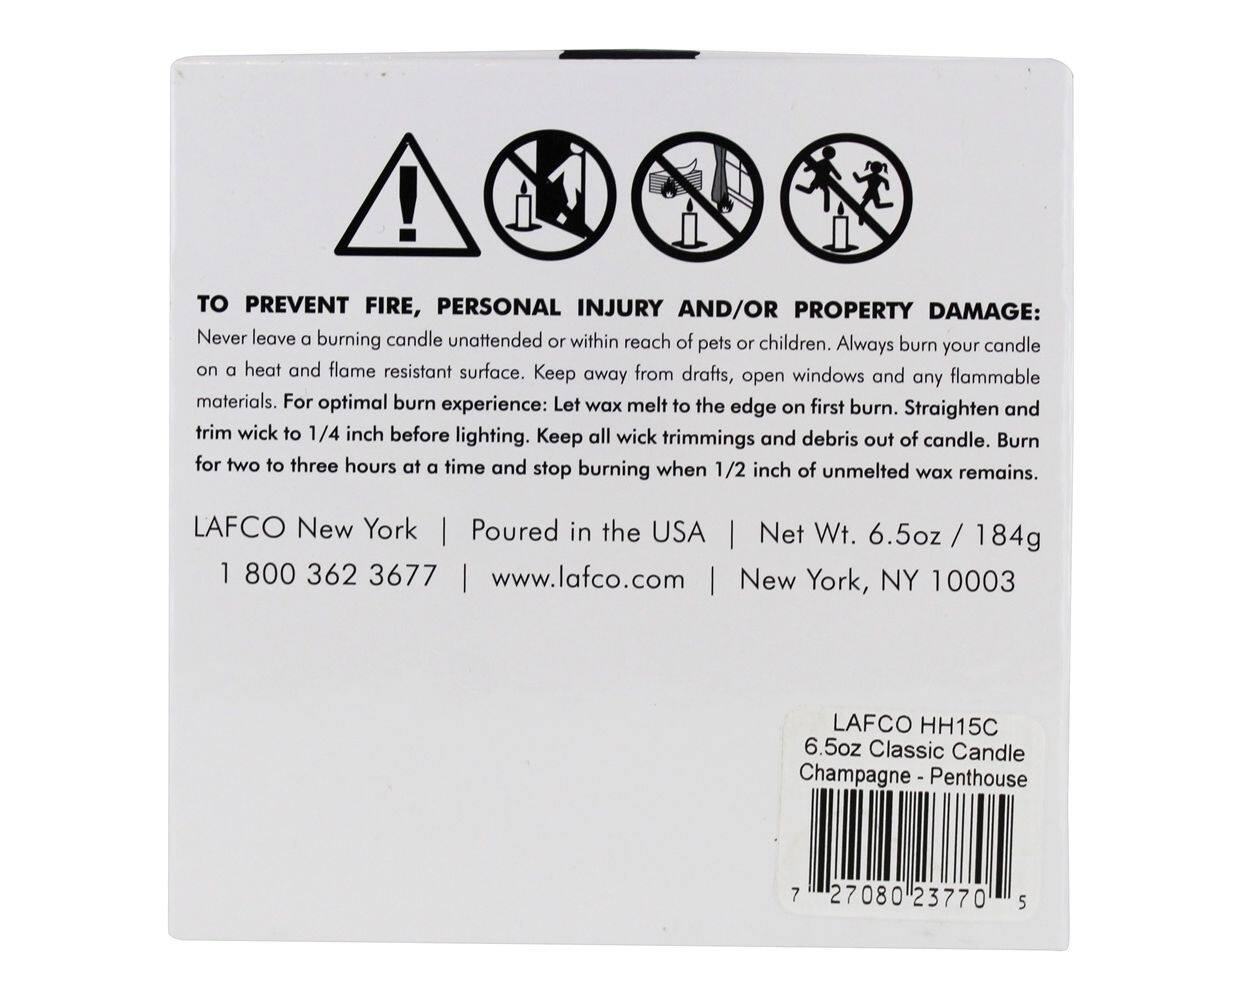 TO PREVENT FIRE, PERSONAL INJURY AND/OR PROPERTY DAMAGE:
Never leave a burning candle unattended or within reach of pets or children. Always burn your candle
on a heat and flame resistant surface. Keep away from drafts, open windows and any flammable
materials. For optimal burn experience: Let wax melt to the edge on first burn. Straighten and
trim wick to 1/4 inch before lighting. Keep all wick trimmings and debris out of candle. Burn
for two to three hours at a time and stop burning when 1/2 inch of unmelted wax remains.
LAFCO New York | Poured in the USA | Net Wt. 6.5oz / 184g
1 800 362 3677 | www.lafco.com | New York, NY 10003
LAFCO HH15C
6.5oz Classic Candle
Champagne - Penthouse
7 27080 23770 5